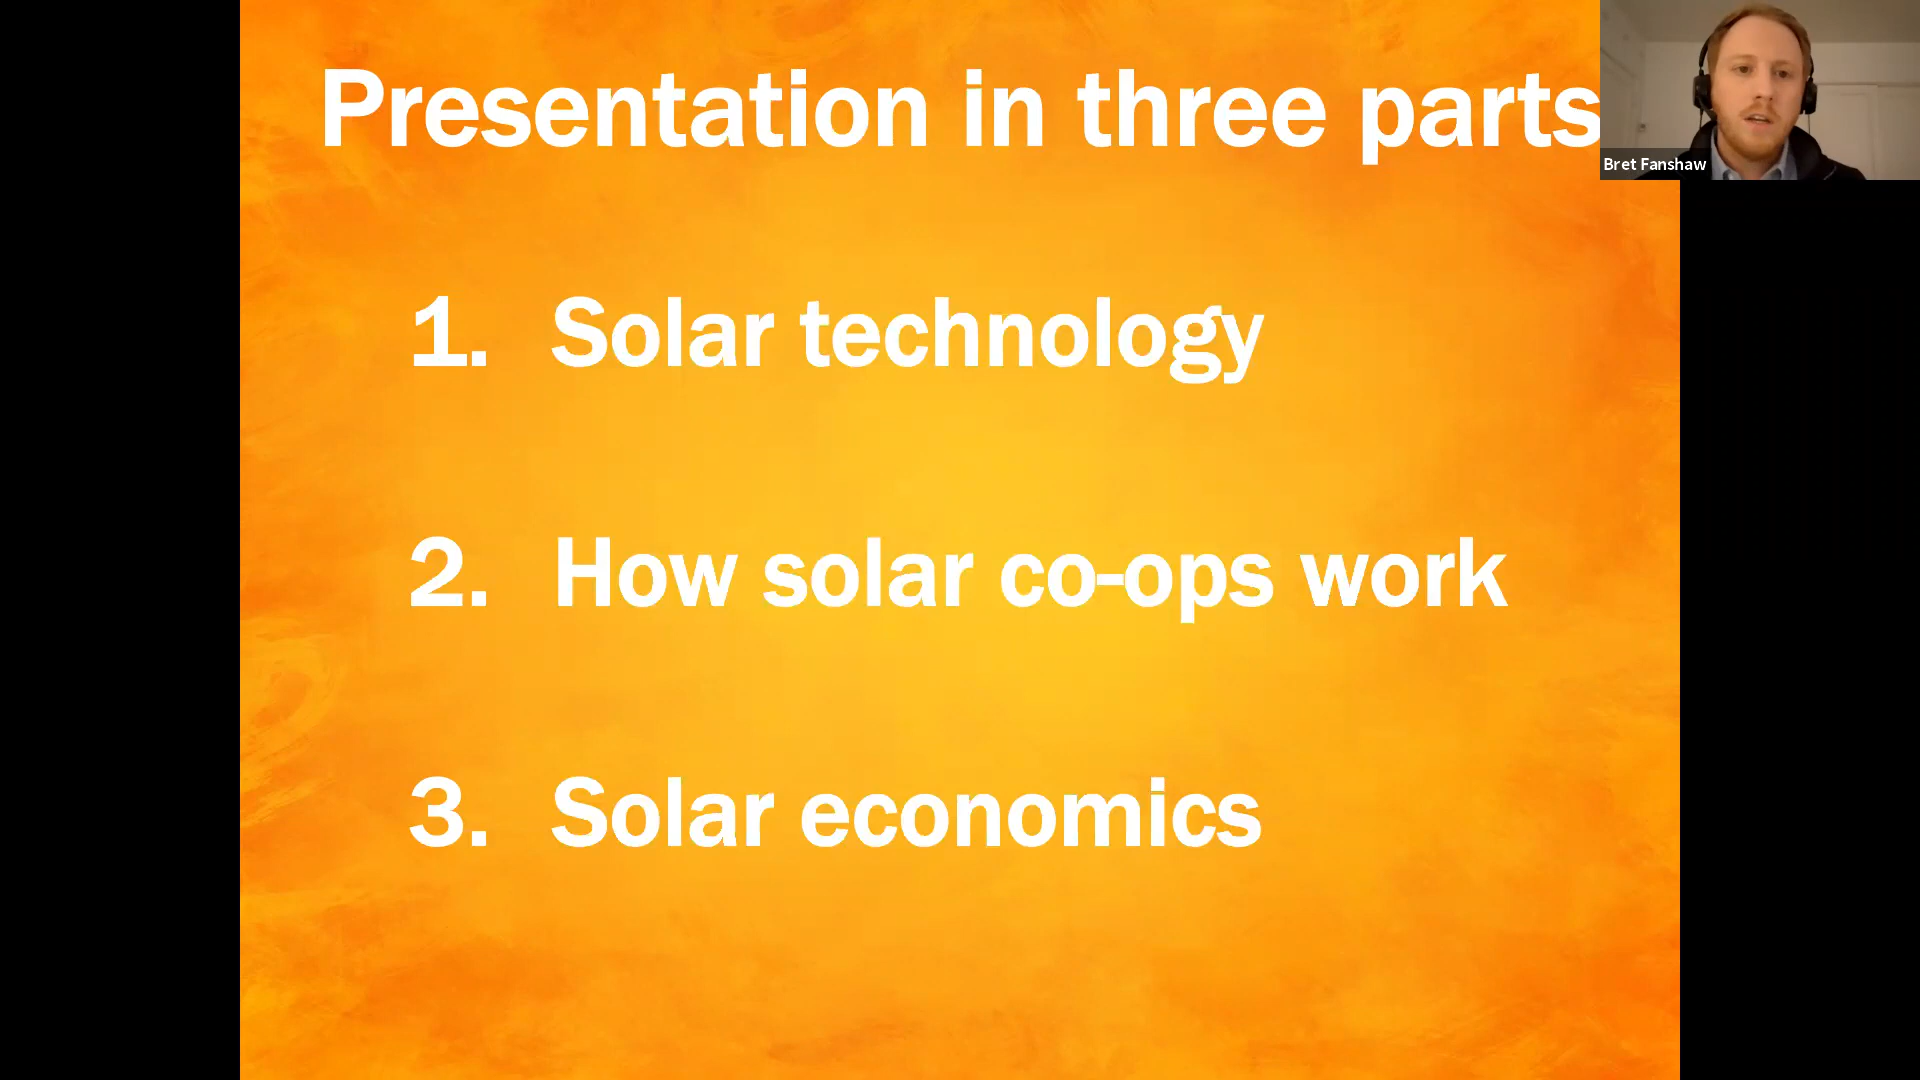 Presentation in three parts
Bret Fanshaw
1. Solar technology
2. How solar co-ops work
3. Solar economics